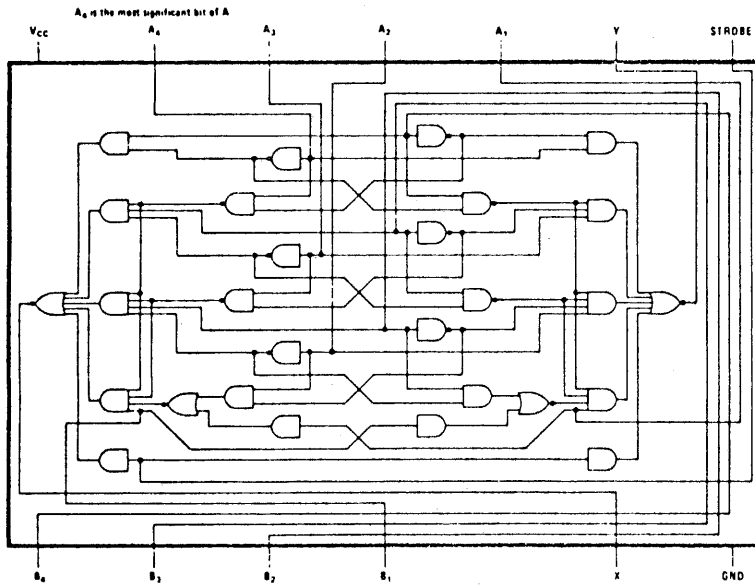 A₄ is the most significant bit of A
VCC A₄ A₃ A₂ A₁ Y STROBE
B₄ B₃ B₂ B₁ X GND